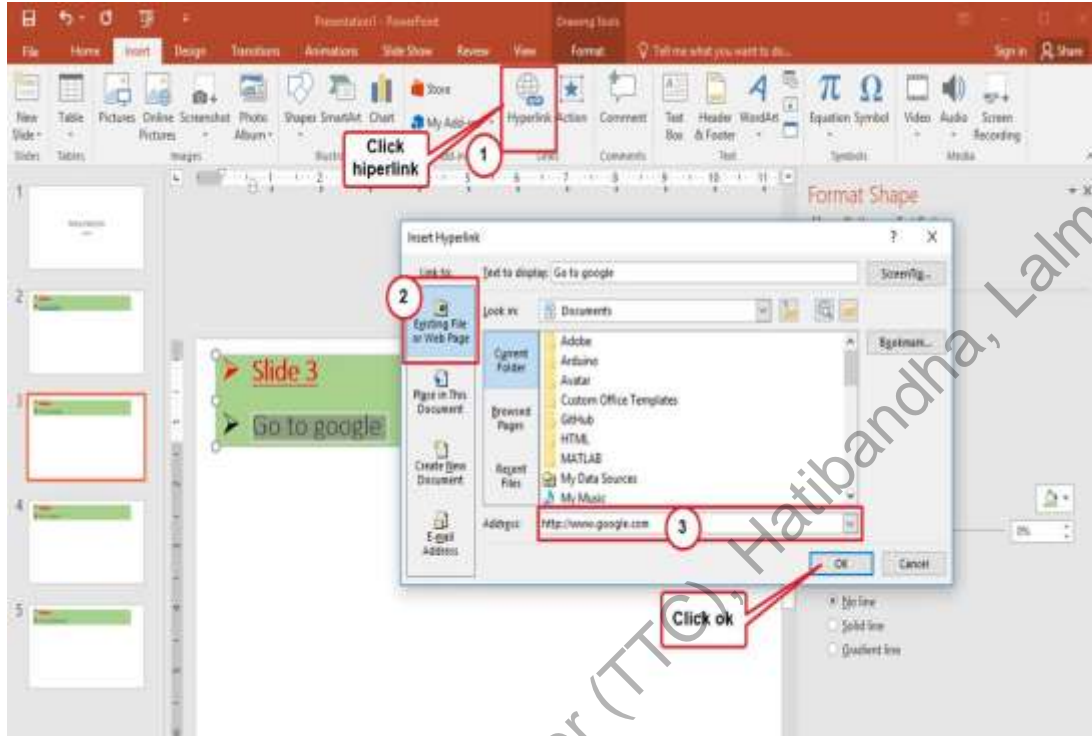 Presentation1 - PowerPoint
Drawing Tools
File Home Insert Design Transitions Animations Slide Show Review View Format Tell me what you want to do... Sign in Share
New Slide
Table
Pictures
Online Pictures
Screenshot
Photo Album
Shapes SmartArt Chart
Store
My Add-ins
Hyperlink Action
Comment
Text Box
Header & Footer
WordArt
Equation Symbol
Video Audio Screen Recording
Slides Tables Images Comments Text Symbols Media
Click hiperlink
1
Format Shape
Insert Hyperlink ? X
Link to:
Text to display: Go to google
ScreenTip...
2
Existing File or Web Page
Look in: Documents
Bookmark...
Place in This Document
Create New Document
E-mail Address
Current Folder
Browsed Pages
Recent Files
Adobe
Arduino
Avatar
Custom Office Templates
GitHub
HTML
MATLAB
My Data Sources
My Music
Address: http://www.google.com
3
OK Cancel
Click ok
Slide 3
Go to google
0%
No line
Solid line
Gradient line
1
2
3
4
5
er (TTC), Hatibandha, Lalm